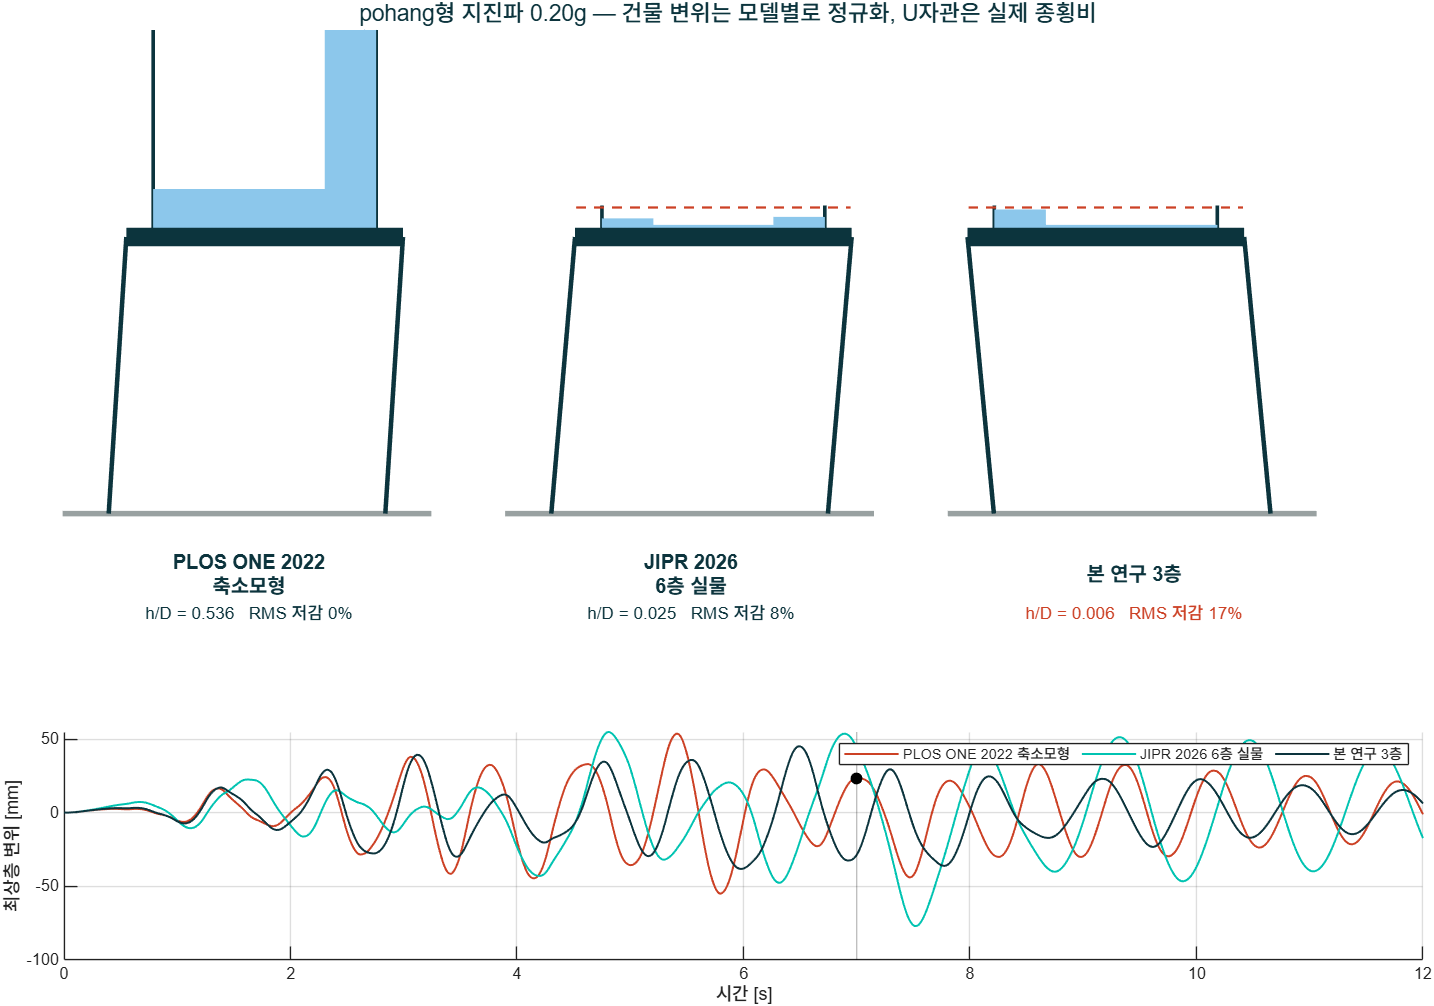 pohang형 지진파 0.20g — 건물 변위는 모델별로 정규화, U자관은 실제 종횡비
PLOS ONE 2022
축소모형
h/D = 0.536 RMS 저감 0%
JIPR 2026
6층 실물
h/D = 0.025 RMS 저감 8%
본 연구 3층
h/D = 0.006 RMS 저감 17%
최상층 변위 [mm]
50
0
-50
-100
PLOS ONE 2022 축소모형
JIPR 2026 6층 실물
본 연구 3층
0 2 4 6 8 10 12
시간 [s]